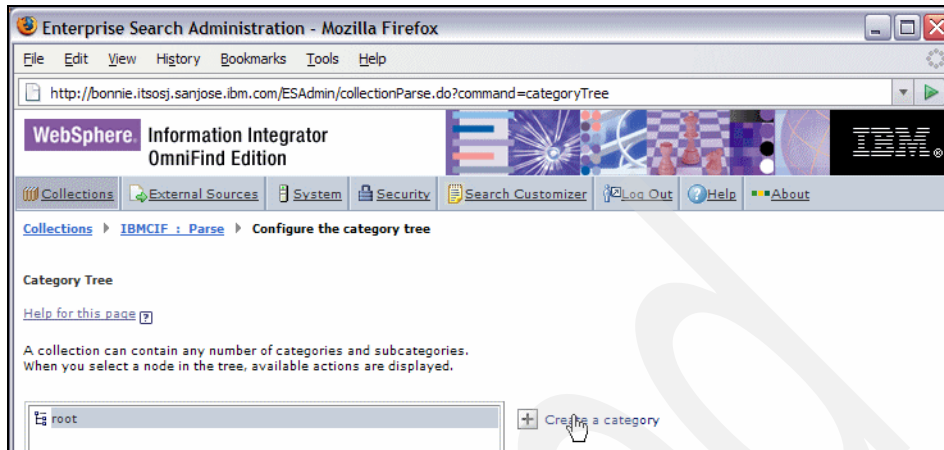 Enterprise Search Administration - Mozilla Firefox
File Edit View History Bookmarks Tools Help
http://bonnie.itsosj.sanjose.ibm.com/ESAdmin/collectionParse.do?command=categoryTree
WebSphere. Information Integrator
OmniFind Edition
IBM®
Collections External Sources System Security Search Customizer Log Out Help About
Collections IBMCIF : Parse Configure the category tree
Category Tree
Help for this page ?
A collection can contain any number of categories and subcategories.
When you select a node in the tree, available actions are displayed.
root
Create a category